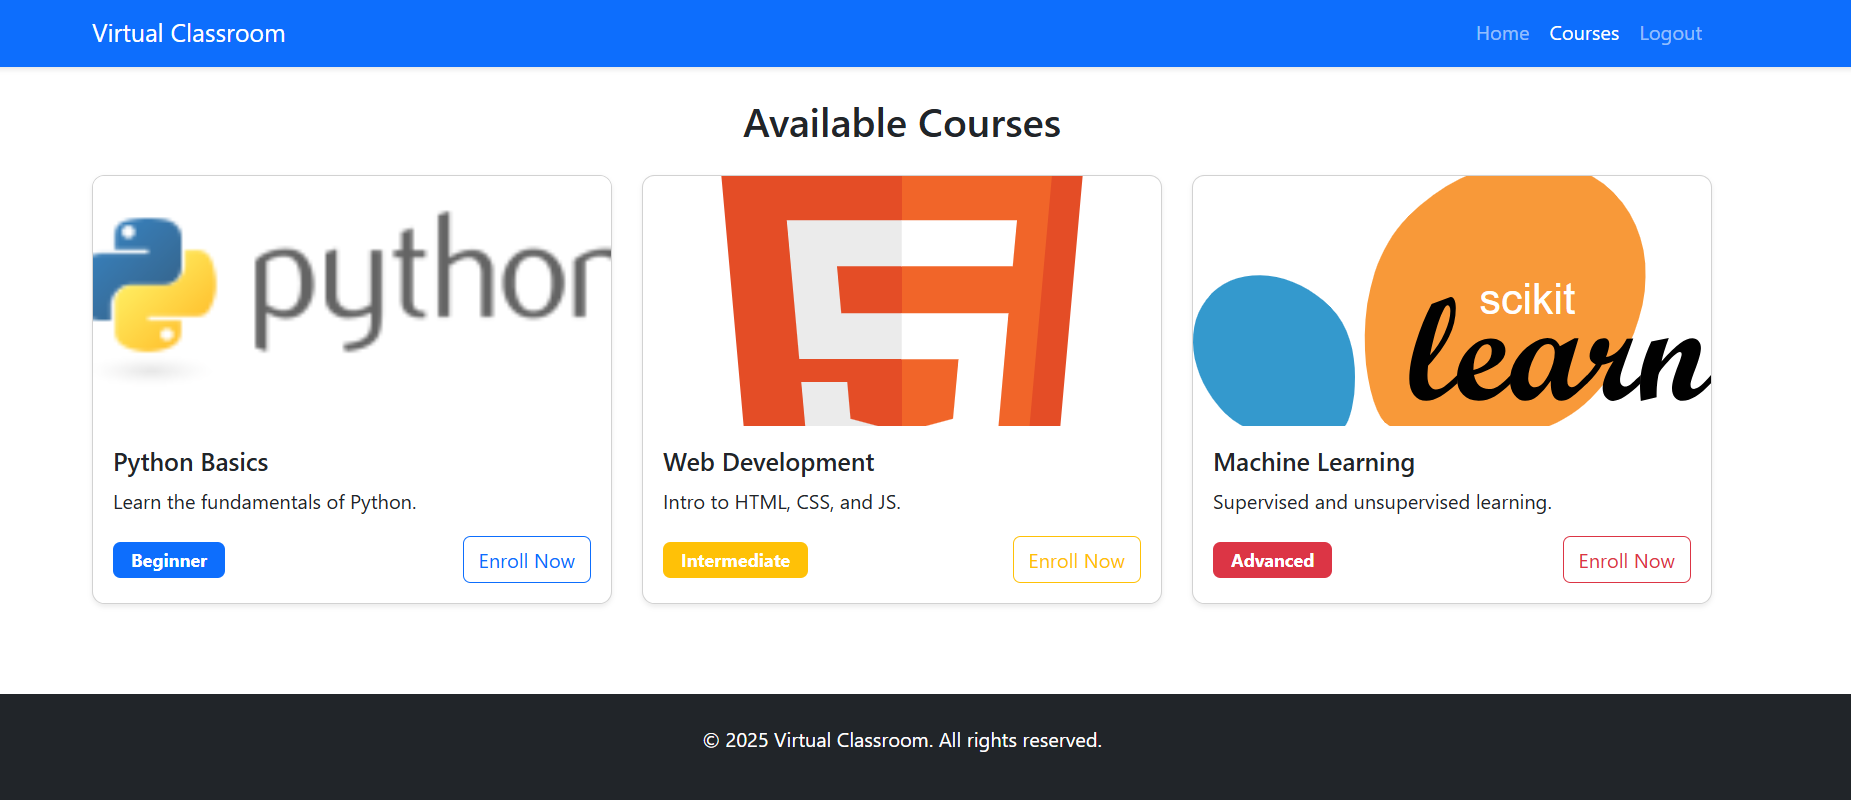 Virtual Classroom
Home Courses Logout
Available Courses
python
scikit
learn
Python Basics
Learn the fundamentals of Python.
Beginner
Enroll Now
Web Development
Intro to HTML, CSS, and JS.
Intermediate
Enroll Now
Machine Learning
Supervised and unsupervised learning.
Advanced
Enroll Now
© 2025 Virtual Classroom. All rights reserved.